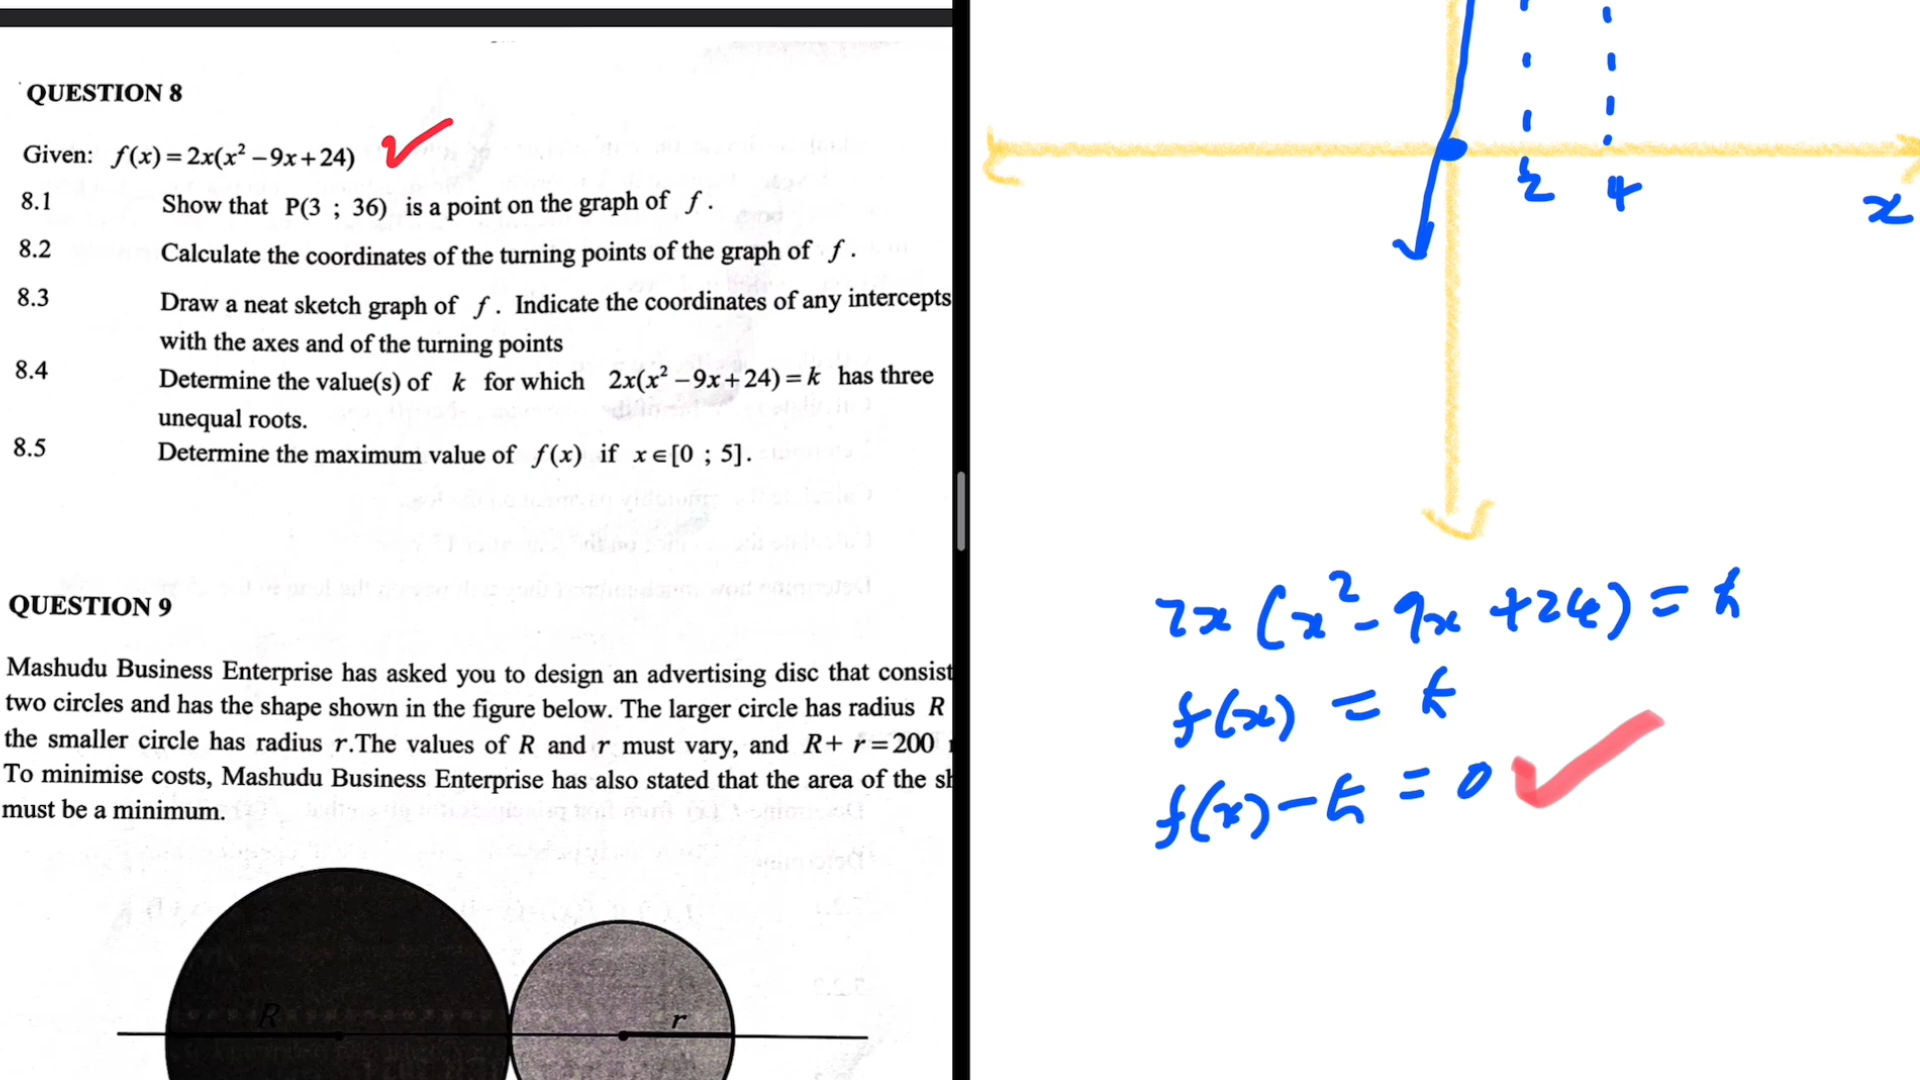 QUESTION 8
Given: f(x) = 2x(x² − 9x + 24)
8.1 Show that P(3 ; 36) is a point on the graph of f .
8.2 Calculate the coordinates of the turning points of the graph of f .
8.3 Draw a neat sketch graph of f . Indicate the coordinates of any intercepts
with the axes and of the turning points
8.4 Determine the value(s) of k for which 2x(x² − 9x + 24) = k has three
unequal roots.
8.5 Determine the maximum value of f(x) if x ∈ [0 ; 5].
QUESTION 9
Mashudu Business Enterprise has asked you to design an advertising disc that consist
two circles and has the shape shown in the figure below. The larger circle has radius R
the smaller circle has radius r.The values of R and r must vary, and R + r = 200
To minimise costs, Mashudu Business Enterprise has also stated that the area of the sh
must be a minimum.
R
r
2
4
x
2x(x² − 9x + 24) = k
f(x) = k
f(x) − k = 0